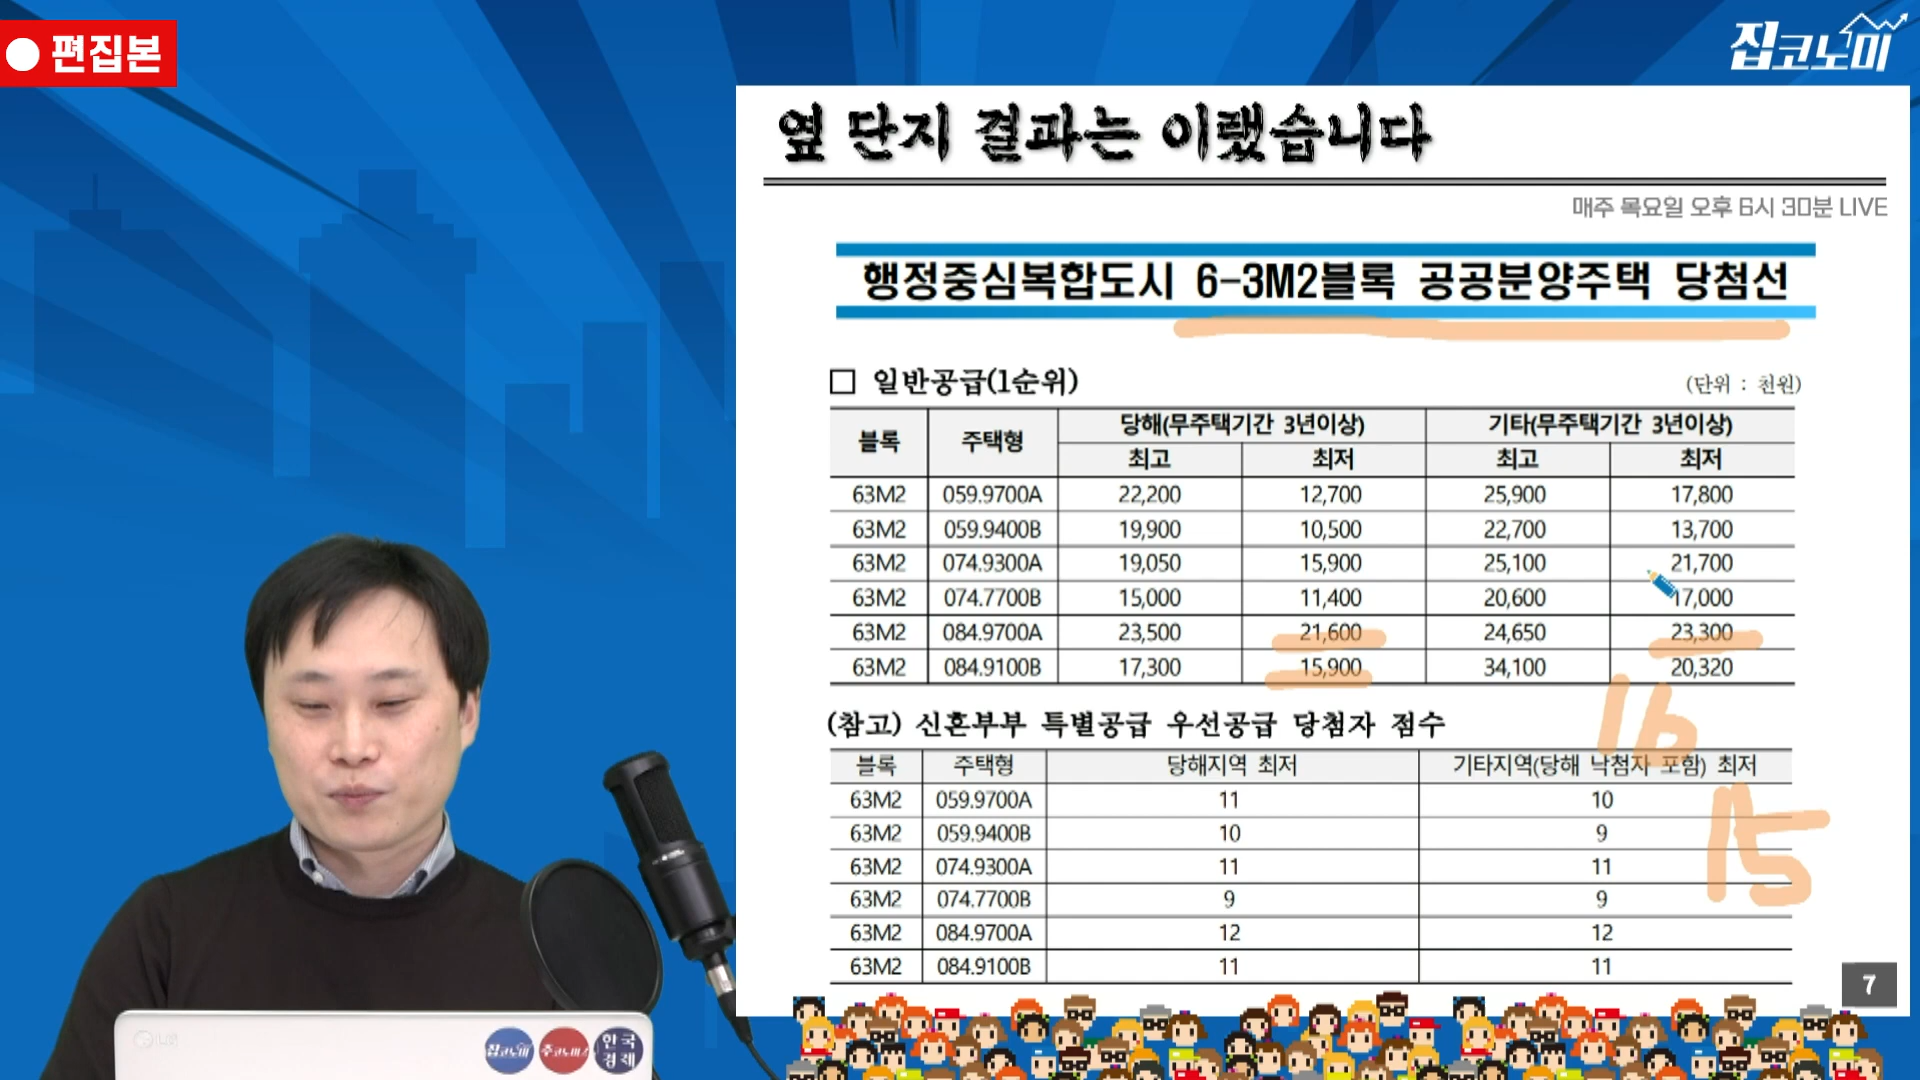 편집본
집코노미
옆 단지 결과는 이랬습니다
매주 목요일 오후 6시 30분 LIVE
행정중심복합도시 6-3M2블록 공공분양주택 당첨선
□ 일반공급(1순위)
(단위 : 천원)
블록 주택형 당해(무주택기간 3년이상) 기타(무주택기간 3년이상)
최고 최저 최고 최저
63M2 059.9700A 22,200 12,700 25,900 17,800
63M2 059.9400B 19,900 10,500 22,700 13,700
63M2 074.9300A 19,050 15,900 25,100 21,700
63M2 074.7700B 15,000 11,400 20,600 17,000
63M2 084.9700A 23,500 21,600 24,650 23,300
63M2 084.9100B 17,300 15,900 34,100 20,320
16
(참고) 신혼부부 특별공급 우선공급 당첨자 점수
블록 주택형 당해지역 최저 기타지역(당해 낙첨자 포함) 최저
63M2 059.9700A 11 10
63M2 059.9400B 10 9
63M2 074.9300A 11 11
63M2 074.7700B 9 9
63M2 084.9700A 12 12
63M2 084.9100B 11 11
15
7
집코노미
주코노미
한국
경제